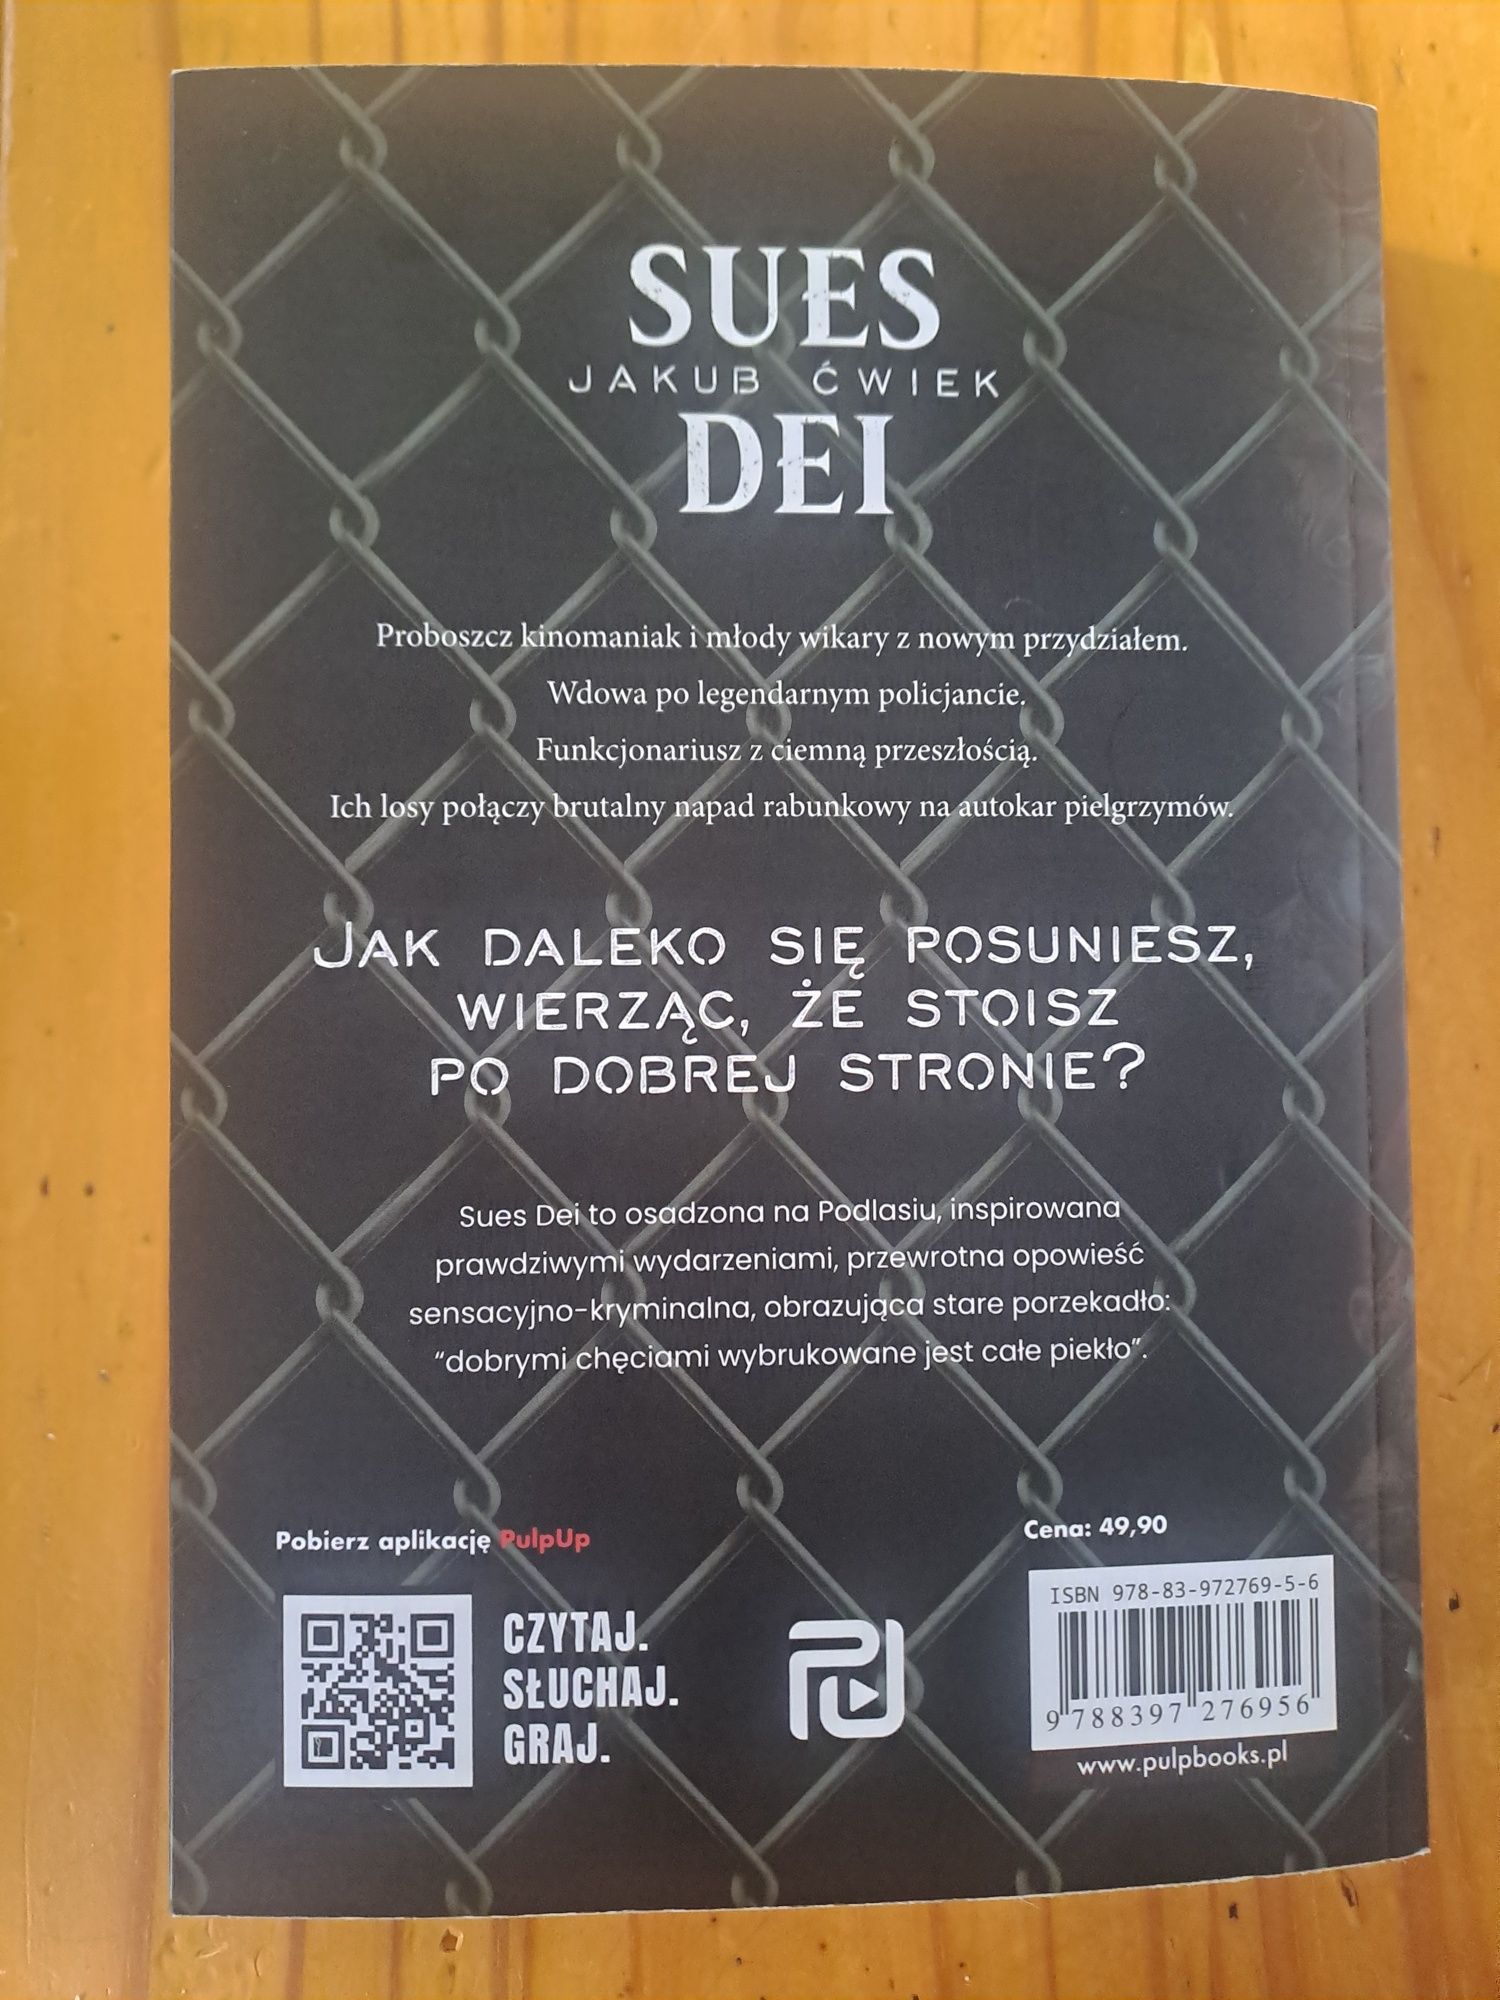 SUES
JAKUB ĆWIEK
DEI
Proboszcz kinomaniak i młody wikary z nowym przydziałem.
Wdowa po legendarnym policjancie.
Funkcjonariusz z ciemną przeszłością.
Ich losy połączy brutalny napad rabunkowy na autokar pielgrzymów.
JAK DALEKO SIĘ POSUNIESZ,
WIERZĄC, ŻE STOISZ
PO DOBREJ STRONIE?
Sues Dei to osadzona na Podlasiu, inspirowana
prawdziwymi wydarzeniami, przewrotna opowieść
sensacyjno-kryminalna, obrazująca stare porzekadło:
“dobrymi chęciami wybrukowane jest całe piekło”.
Pobierz aplikację PulpUp
CZYTAJ.
SŁUCHAJ.
GRAJ.
Cena: 49,90
ISBN 978-83-972769-5-6
9 788397 276956
www.pulpbooks.pl